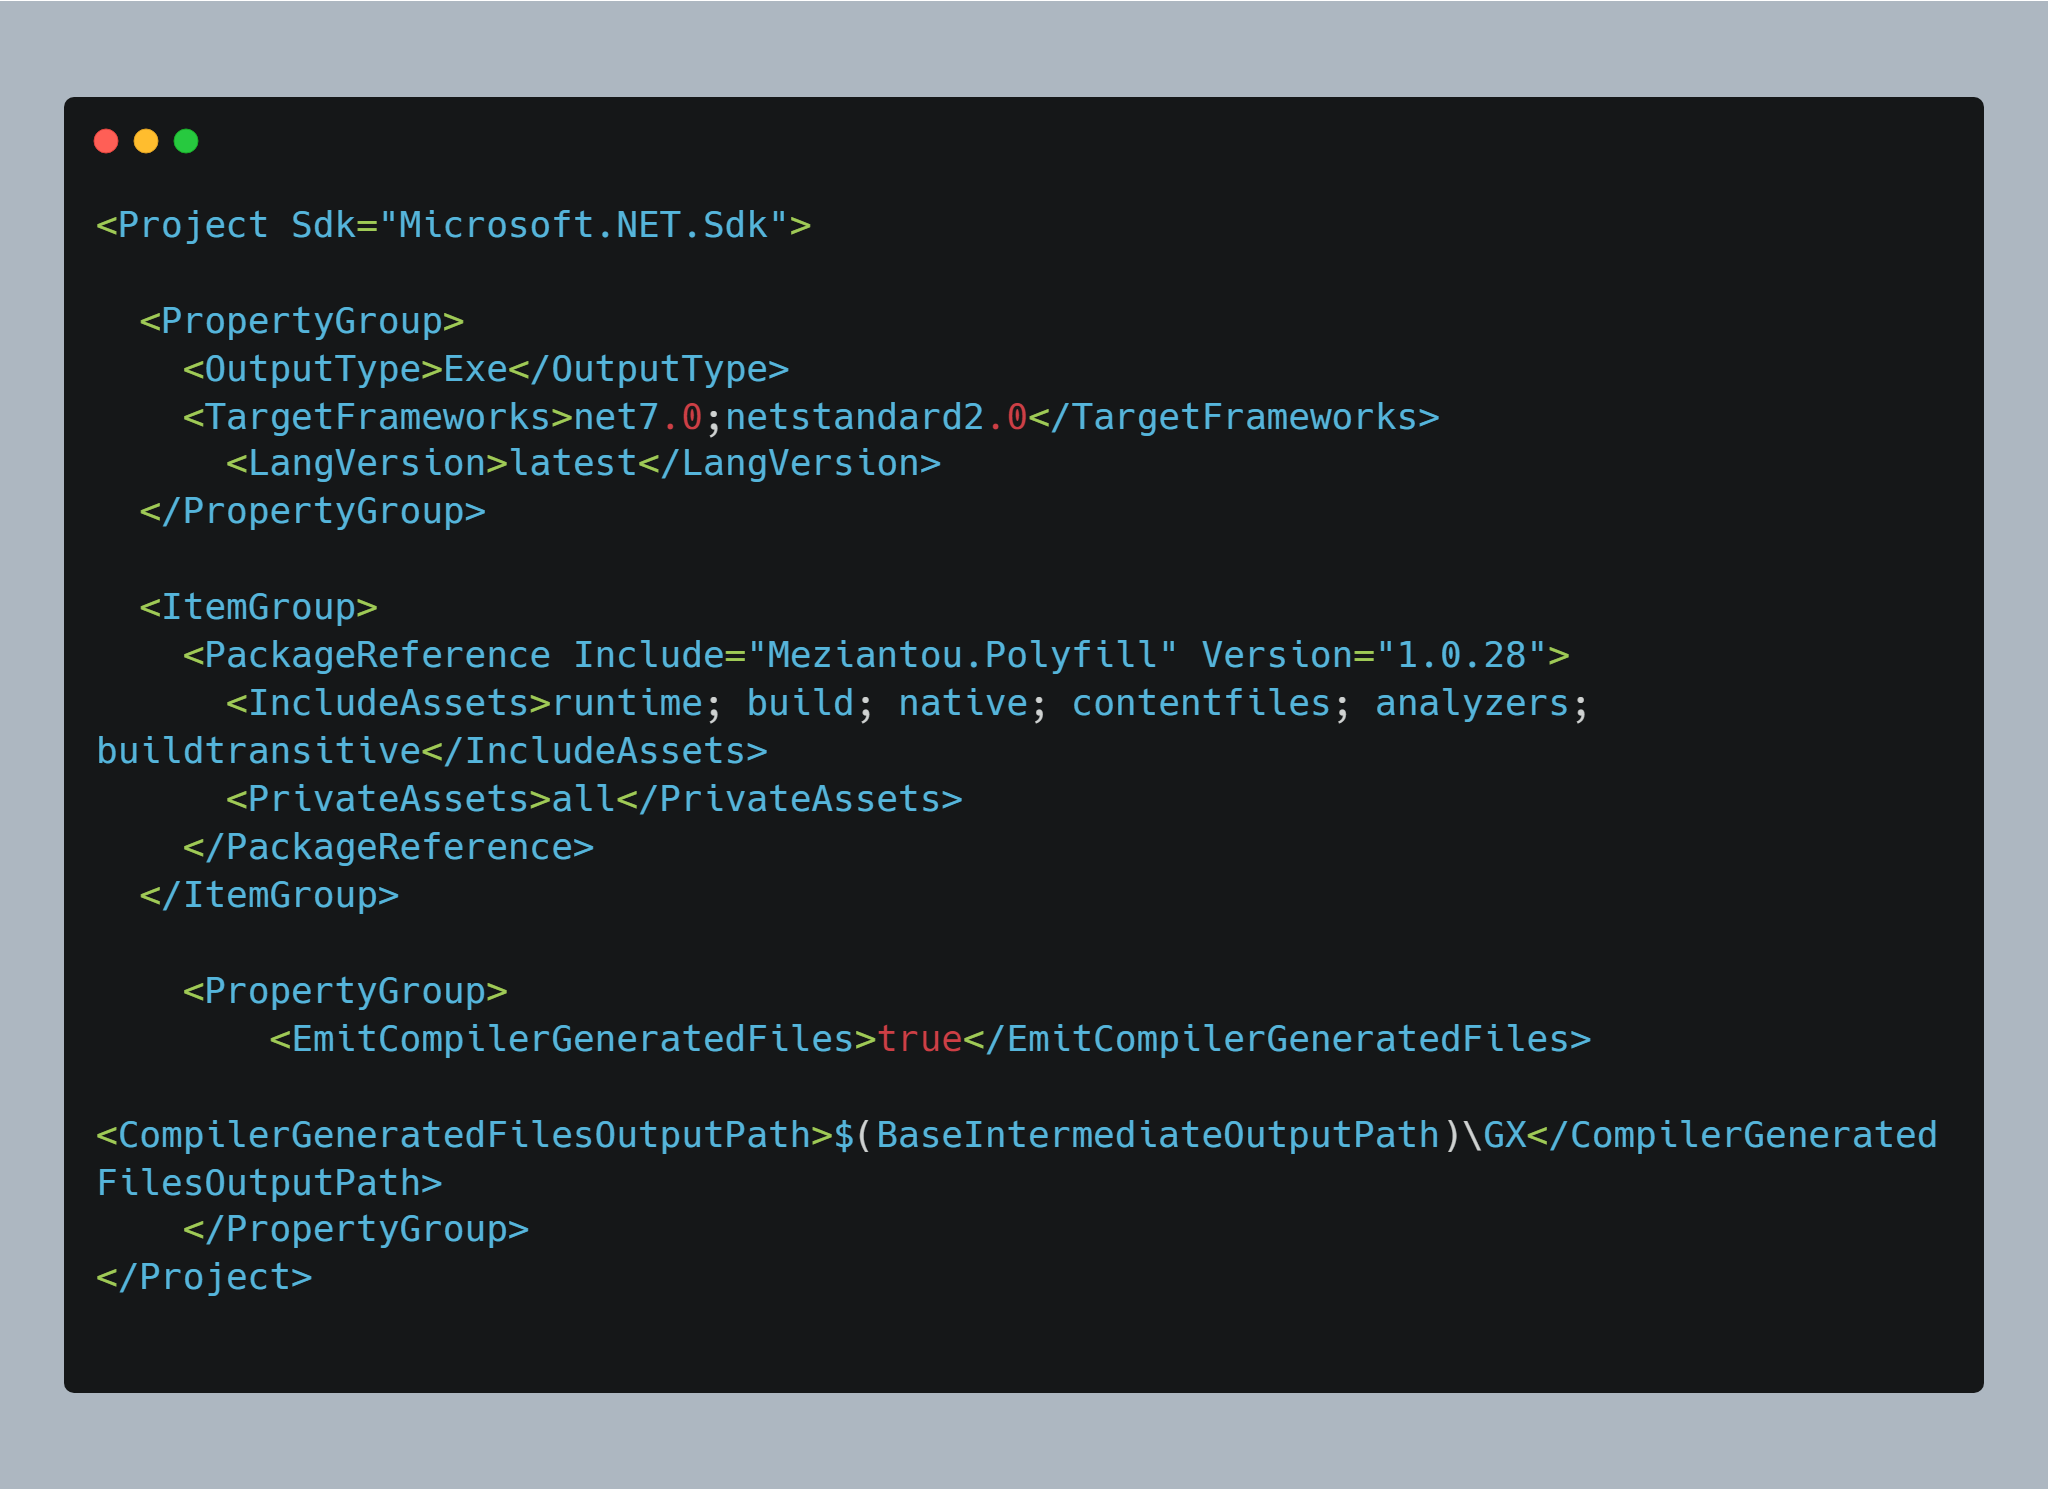 <Project Sdk="Microsoft.NET.Sdk">

  <PropertyGroup>
    <OutputType>Exe</OutputType>
    <TargetFrameworks>net7.0;netstandard2.0</TargetFrameworks>
      <LangVersion>latest</LangVersion>
  </PropertyGroup>

  <ItemGroup>
    <PackageReference Include="Meziantou.Polyfill" Version="1.0.28">
      <IncludeAssets>runtime; build; native; contentfiles; analyzers;
buildtransitive</IncludeAssets>
      <PrivateAssets>all</PrivateAssets>
    </PackageReference>
  </ItemGroup>

    <PropertyGroup>
        <EmitCompilerGeneratedFiles>true</EmitCompilerGeneratedFiles>

<CompilerGeneratedFilesOutputPath>$(BaseIntermediateOutputPath)\GX</CompilerGenerated
FilesOutputPath>
    </PropertyGroup>
</Project>